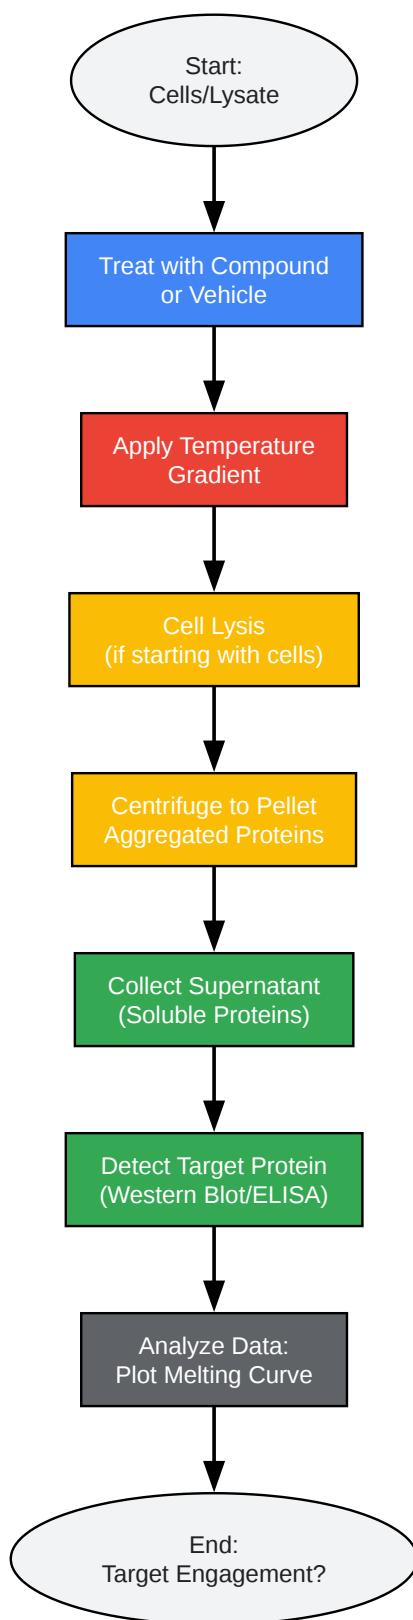 Start:
Cells/Lysate
Treat with Compound
or Vehicle
Apply Temperature
Gradient
Cell Lysis
(if starting with cells)
Centrifuge to Pellet
Aggregated Proteins
Collect Supernatant
(Soluble Proteins)
Detect Target Protein
(Western Blot/ELISA)
Analyze Data:
Plot Melting Curve
End:
Target Engagement?